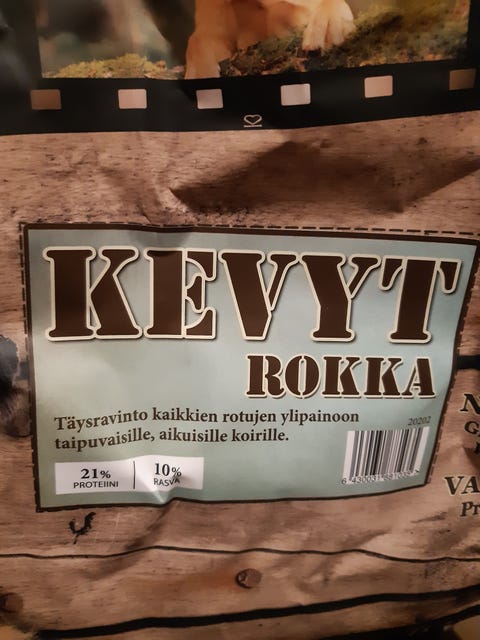 KEVYT
ROKKA
Täysravinto kaikkien rotujen ylipainoon
taipuvaisille, aikuisille koirille.
20202
21%
PROTEIINI
10%
RASVA